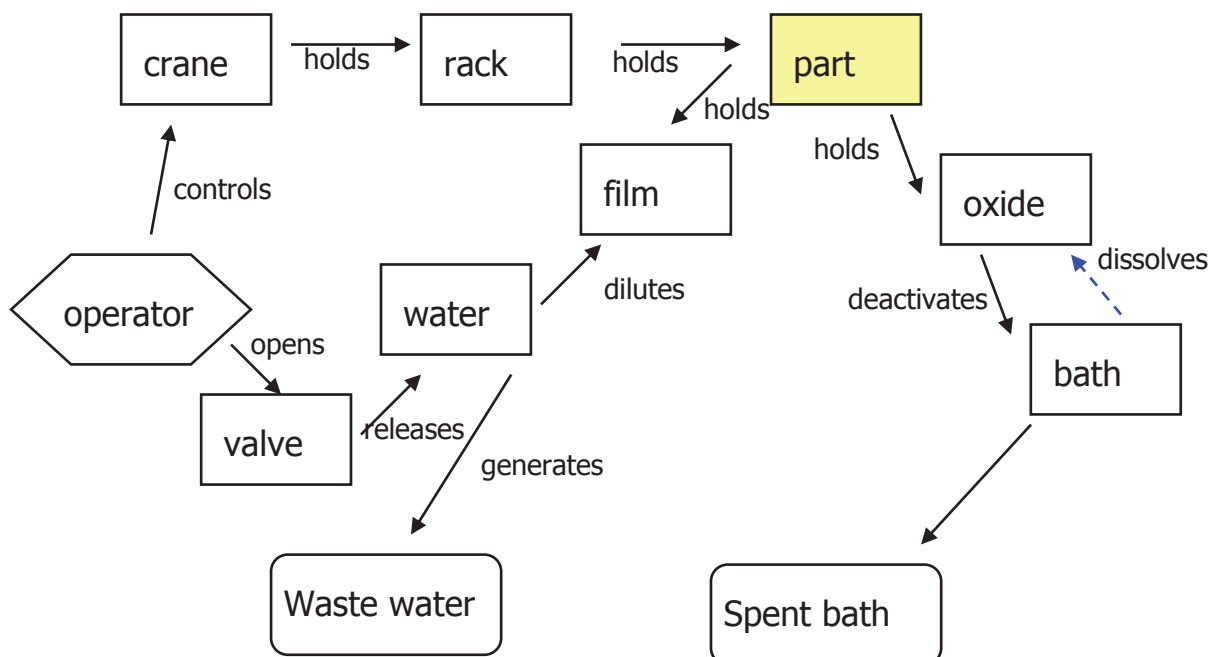 crane
holds
rack
holds
part
holds
holds
controls
film
oxide
dissolves
operator
water
dilutes
deactivates
opens
bath
valve
releases
generates
Waste water
Spent bath